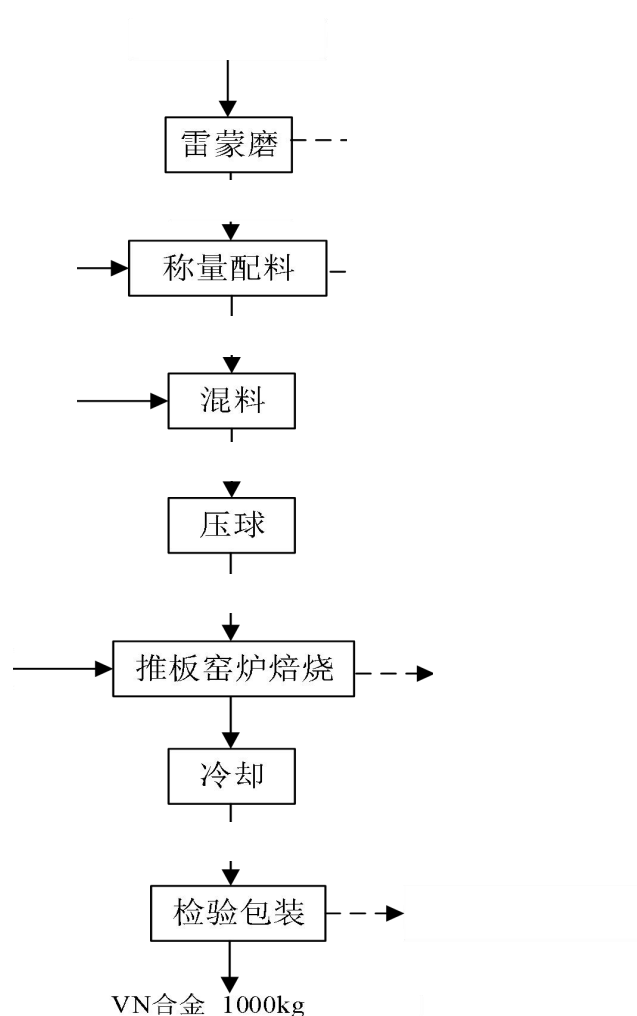 雷蒙磨
称量配料
混料
压球
推板窑炉焙烧
冷却
检验包装
VN合金 1000kg